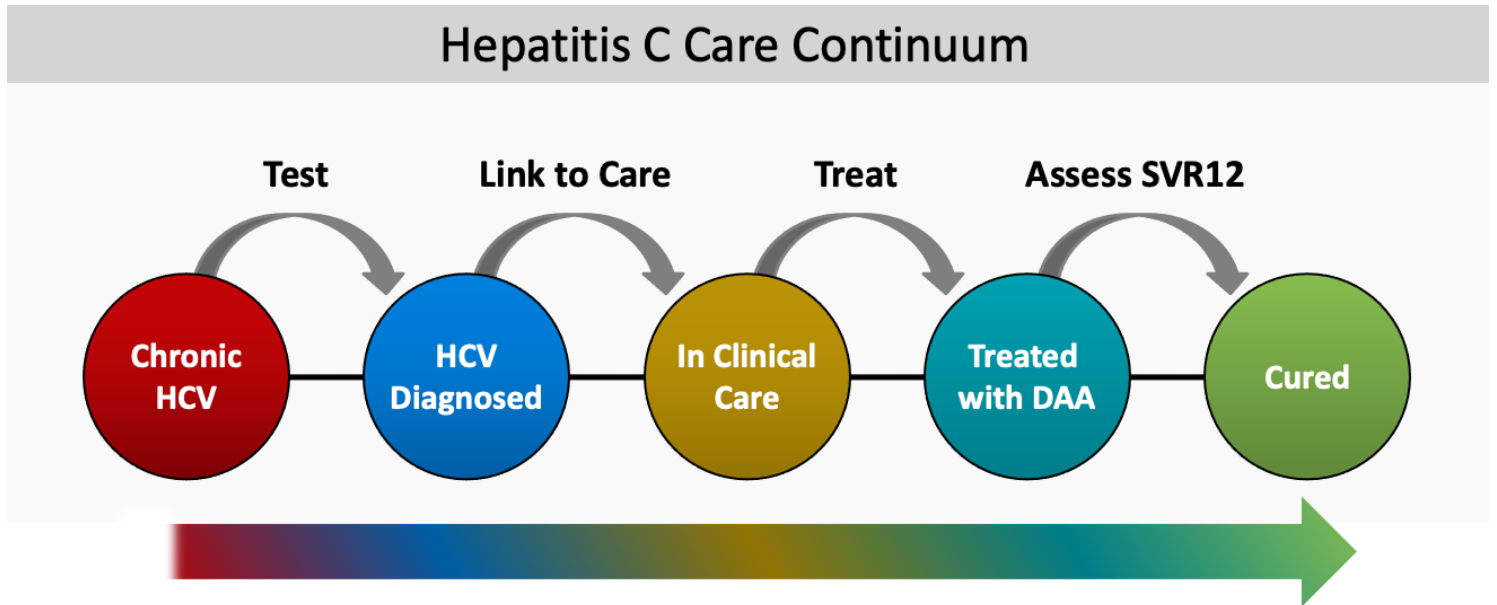 Hepatitis C Care Continuum
Test
Link to Care
Treat
Assess SVR12
Chronic
HCV
HCV
Diagnosed
In Clinical
Care
Treated
with DAA
Cured